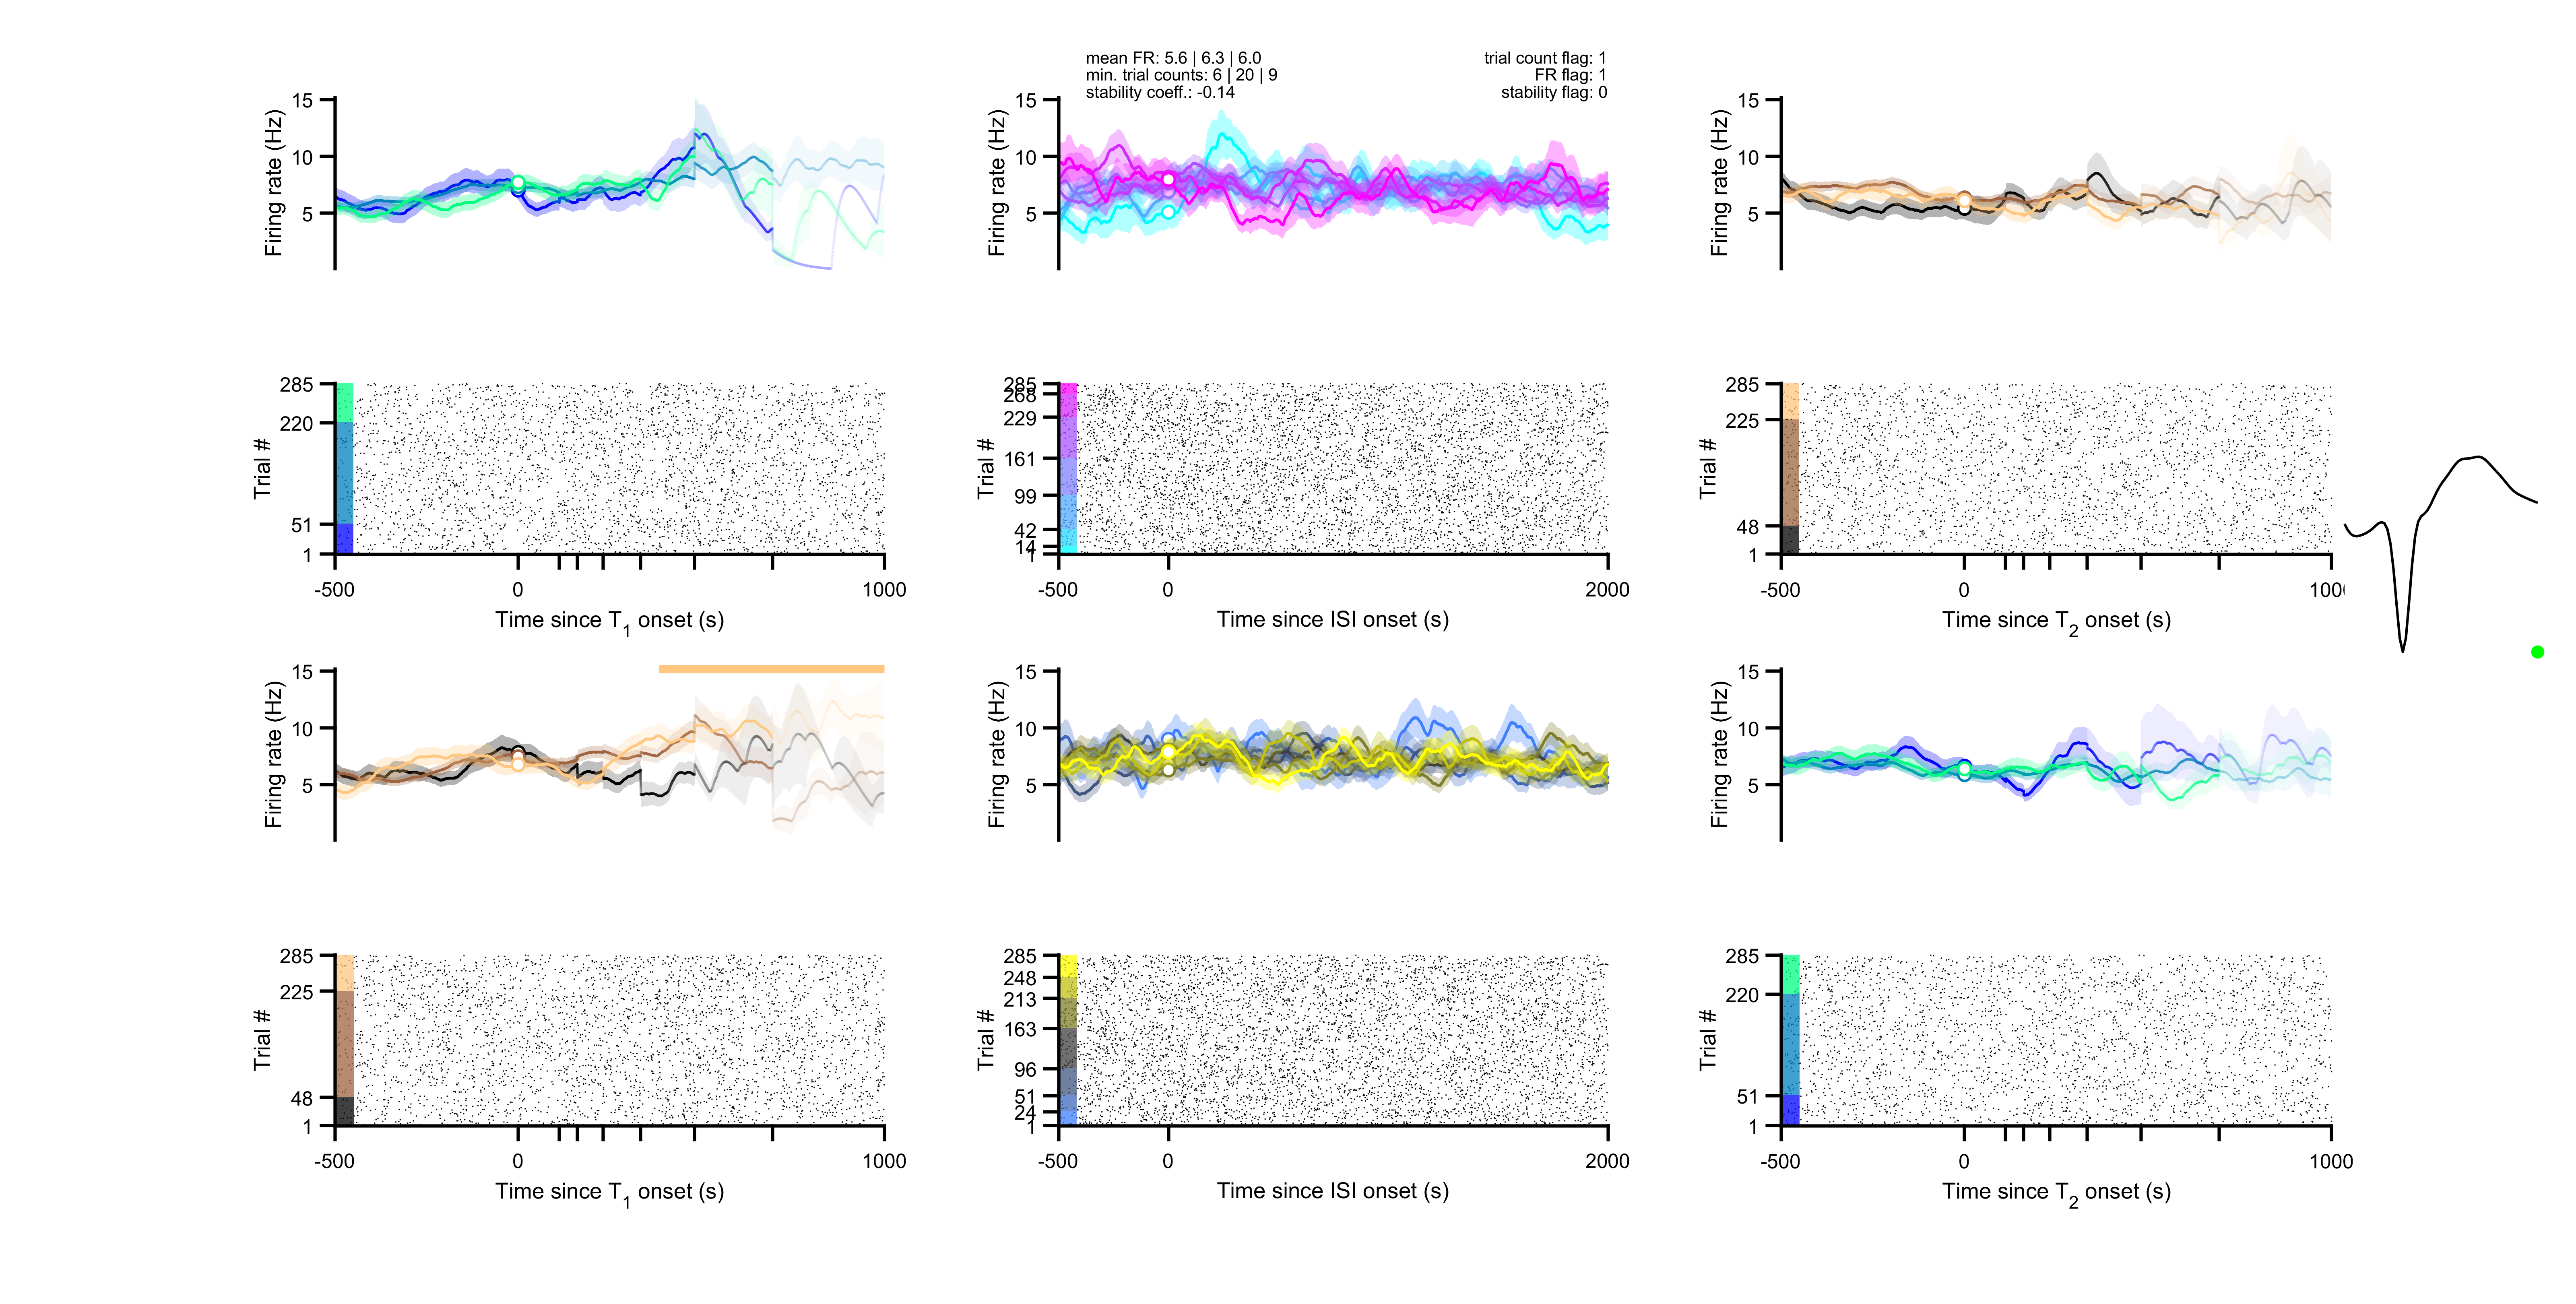 mean FR: 5.6 | 6.3 | 6.0
min. trial counts: 6 | 20 | 9
stability coeff.: -0.14
trial count flag: 1
FR flag: 1
stability flag: 0
15
10
5
Firing rate (Hz)
15
10
5
Firing rate (Hz)
15
10
5
Firing rate (Hz)
285
220
51
1
Trial #
-500
0
1000
Time since T1 onset (s)
285
268
229
161
99
42
14
1
Trial #
-500
0
2000
Time since ISI onset (s)
285
225
48
1
Trial #
-500
0
100
Time since T2 onset (s)
15
10
5
Firing rate (Hz)
15
10
5
Firing rate (Hz)
15
10
5
Firing rate (Hz)
285
225
48
1
Trial #
-500
0
1000
Time since T1 onset (s)
285
248
213
163
96
51
24
1
Trial #
-500
0
2000
Time since ISI onset (s)
285
220
51
1
Trial #
-500
0
1000
Time since T2 onset (s)